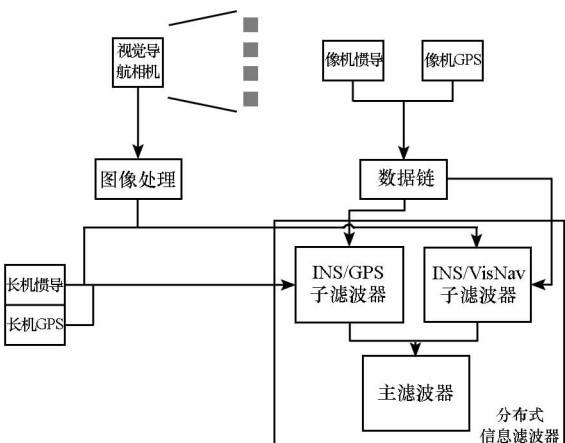 视觉导
航相机
像机惯导
像机GPS
图像处理
数据链
长机惯导
长机GPS
INS/GPS
子滤波器
INS/VisNav
子滤波器
主滤波器
分布式
信息滤波器